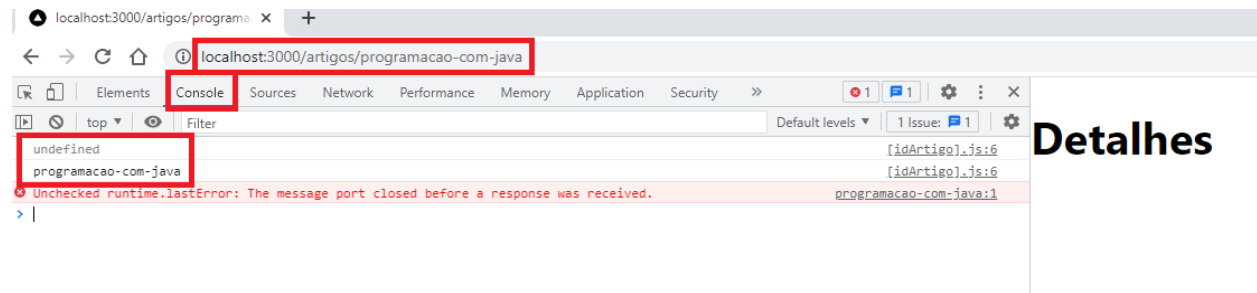 localhost:3000/artigos/programa
localhost:3000/artigos/programacao-com-java
Elements Console Sources Network Performance Memory Application Security » 1 1
top ▼ Filter Default levels ▼ 1 Issue: 1
undefined [idArtigo].js:6
programacao-com-java [idArtigo].js:6
Unchecked runtime.lastError: The message port closed before a response was received. programacao-com-java:1
>
Detalhes